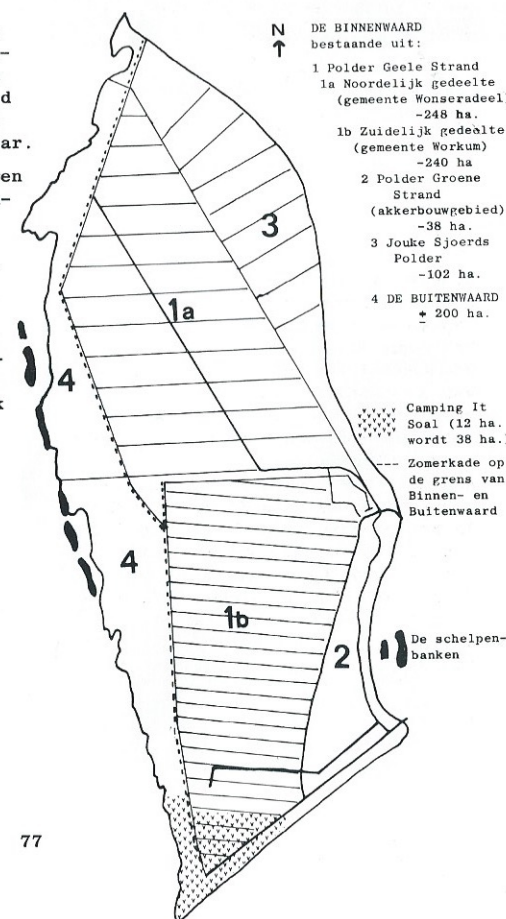 N
DE BINNENWAARD
bestaande uit:
1 Polder Geele Strand
1a Noordelijk gedeelte
(gemeente Wonseradeel)
-248 ha.
1b Zuidelijk gedeelte
(gemeente Workum)
-240 ha
2 Polder Groene
Strand
(akkerbouwgebied)
-38 ha.
3 Jouke Sjoerds
Polder
-102 ha.
4 DE BUITENWAARD
± 200 ha.
Camping It
Soal (12 ha.
wordt 38 ha.)
--- Zomerkade op
de grens van
Binnen- en
Buitenwaard
De schelpen-
banken
3
1a
4
4
1b
2
ar.
en
77